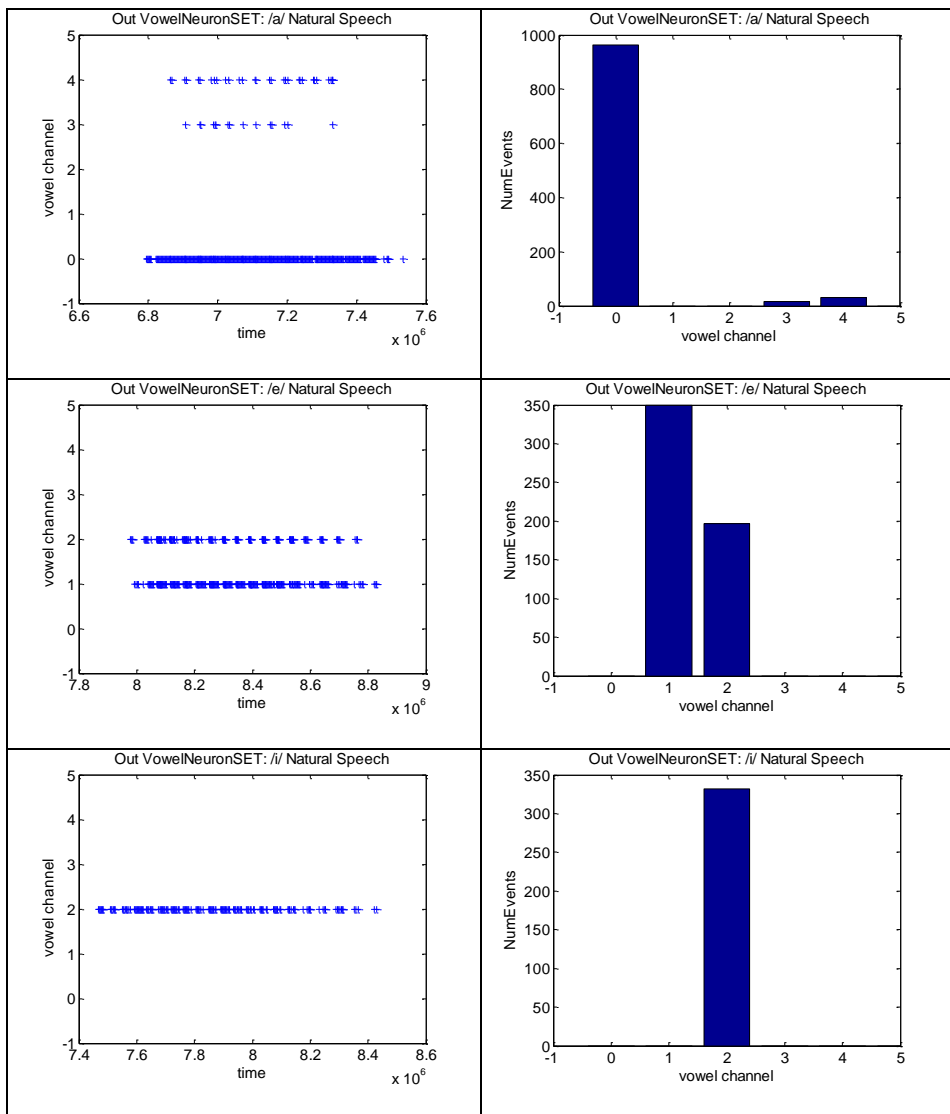 Out VowelNeuronSET: /a/ Natural Speech
5
4
3
2
1
0
-1
vowel channel
6.6 6.8 7 7.2 7.4 7.6
time
x 10^6
Out VowelNeuronSET: /a/ Natural Speech
1000
800
600
400
200
0
NumEvents
-1 0 1 2 3 4 5
vowel channel
Out VowelNeuronSET: /e/ Natural Speech
5
4
3
2
1
0
-1
vowel channel
7.8 8 8.2 8.4 8.6 8.8 9
time
x 10^6
Out VowelNeuronSET: /e/ Natural Speech
350
300
250
200
150
100
50
0
NumEvents
-1 0 1 2 3 4 5
vowel channel
Out VowelNeuronSET: /i/ Natural Speech
5
4
3
2
1
0
-1
vowel channel
7.4 7.6 7.8 8 8.2 8.4 8.6
time
x 10^6
Out VowelNeuronSET: /i/ Natural Speech
350
300
250
200
150
100
50
0
NumEvents
-1 0 1 2 3 4 5
vowel channel